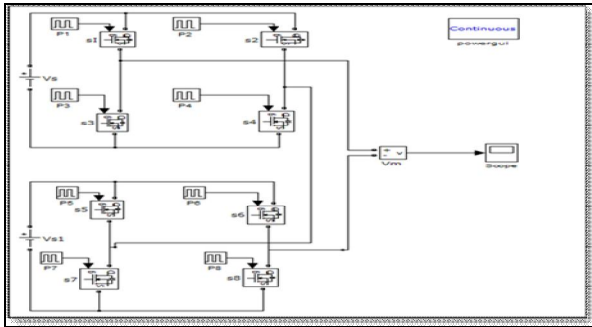 P1
P2
s1
s2
Continuous
powergui
Vs
P3
P4
s3
s4
+
-
v
Vm
Scope
P5
P6
s5
s6
Vs1
P7
P8
s7
s8